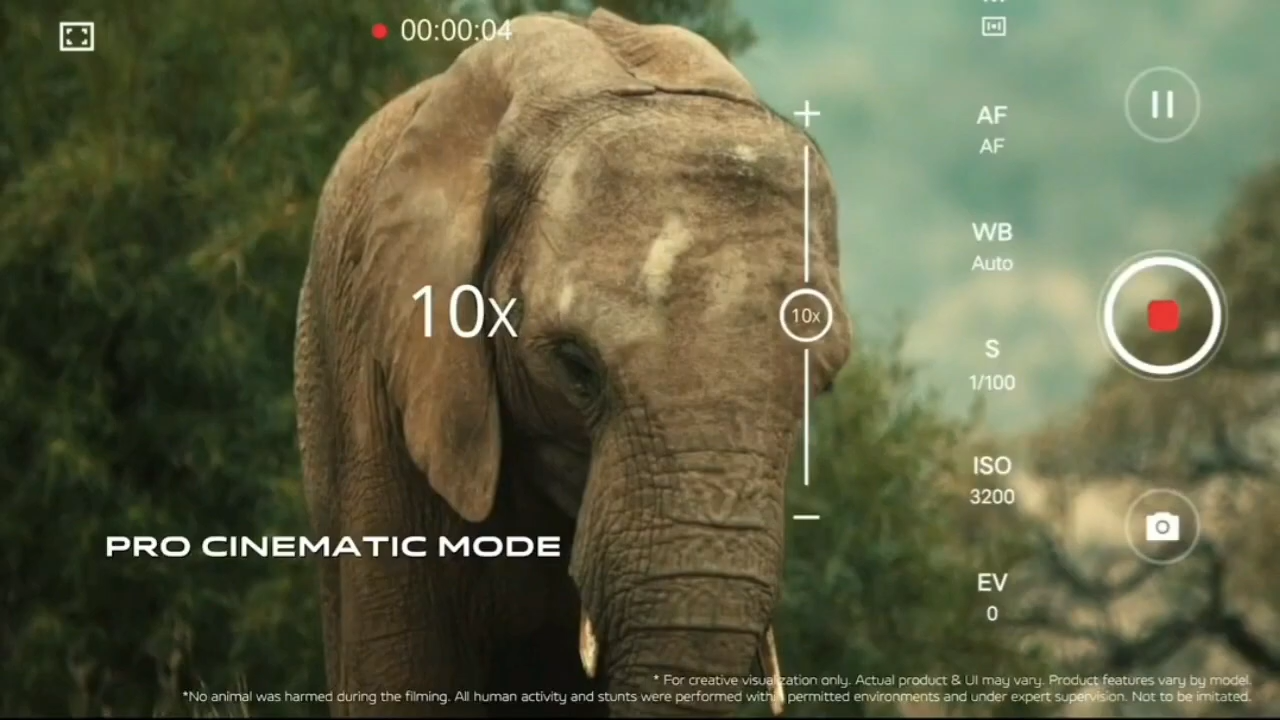 00:00:04
AF
AF
WB
Auto
10x
10x
S
1/100
ISO
3200
PRO CINEMATIC MODE
EV
0
* For creative visualization only. Actual product & UI may vary. Product features vary by model.
*No animal was harmed during the filming. All human activity and stunts were performed within permitted environments and under expert supervision. Not to be imitated.